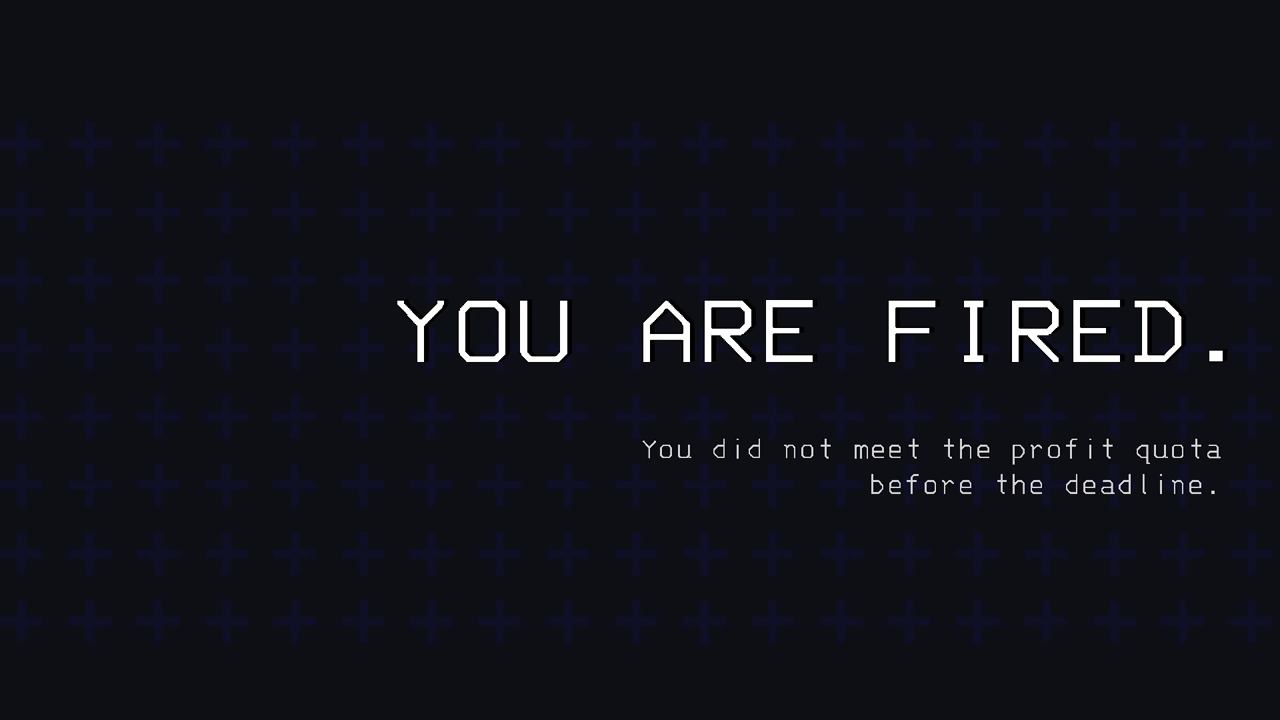 YOU ARE FIRED.
You did not meet the profit quota
before the deadline.